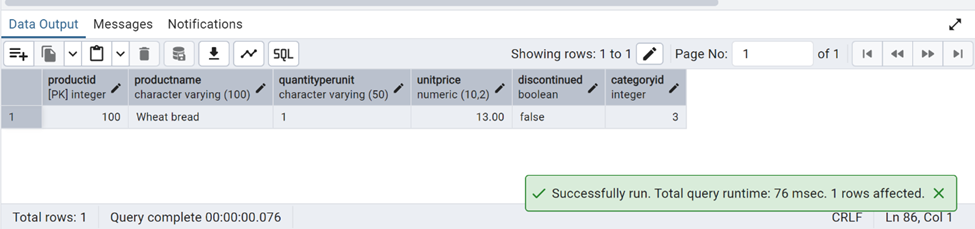 Data Output Messages Notifications
SQL Showing rows: 1 to 1 Page No: 1 of 1
productid productname quantityperunit unitprice discontinued categoryid
[PK] integer character varying (100) character varying (50) numeric (10,2) boolean integer
1 100 Wheat bread 1 13.00 false 3
Successfully run. Total query runtime: 76 msec. 1 rows affected.
Total rows: 1 Query complete 00:00:00.076 CRLF Ln 86, Col 1